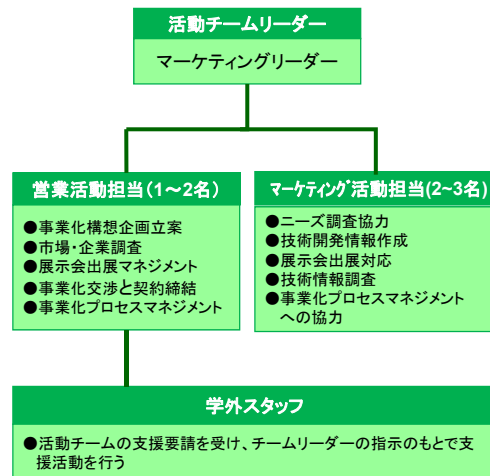 活動チームリーダー
マーケティングリーダー
営業活動担当(1～2名)
●事業化構想企画立案
●市場・企業調査
●展示会出展マネジメント
●事業化交渉と契約締結
●事業化プロセスマネジメント
マーケティング活動担当(2~3名)
●ニーズ調査協力
●技術開発情報作成
●展示会出展対応
●技術情報調査
●事業化プロセスマネジメント
への協力
学外スタッフ
●活動チームの支援要請を受け、チームリーダーの指示のもとで支
援活動を行う